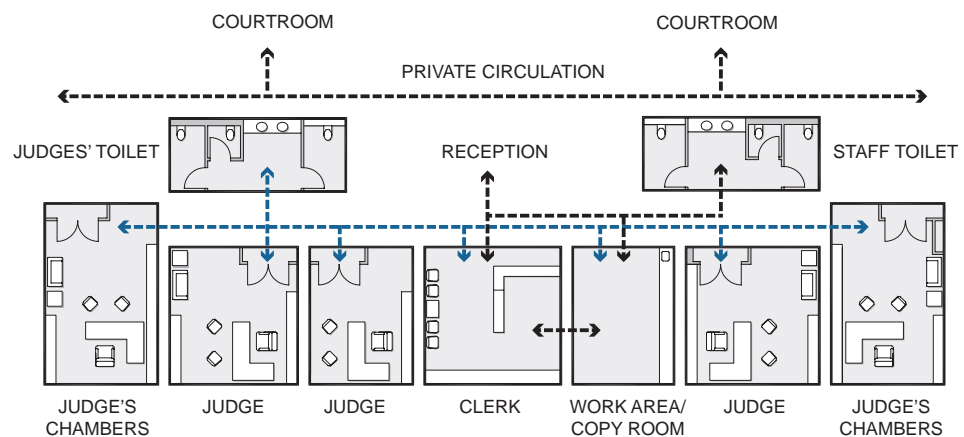 COURTROOM
COURTROOM
PRIVATE CIRCULATION
JUDGES' TOILET
RECEPTION
STAFF TOILET
JUDGE'S
CHAMBERS
JUDGE
JUDGE
CLERK
WORK AREA/
COPY ROOM
JUDGE
JUDGE'S
CHAMBERS